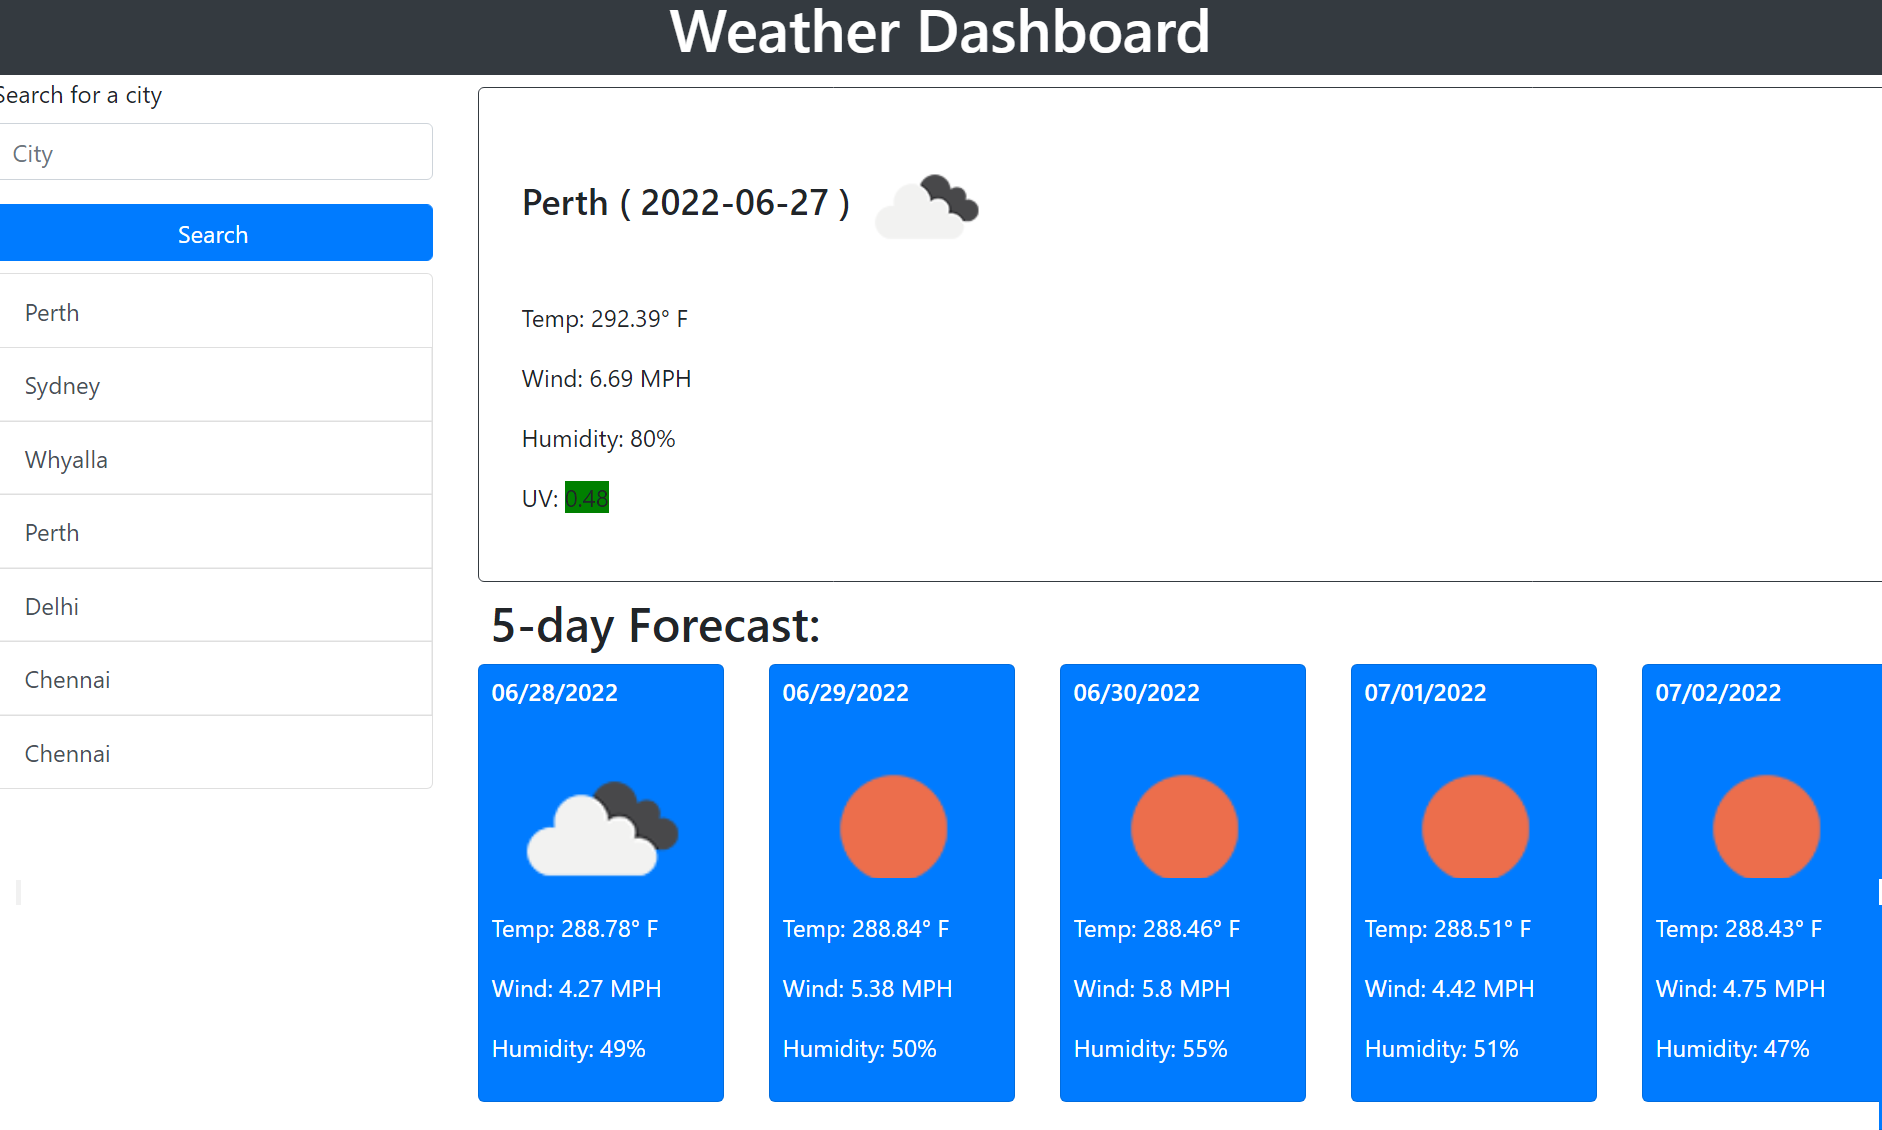 Weather Dashboard
Search for a city
City
Search
Perth
Sydney
Whyalla
Perth
Delhi
Chennai
Chennai
Perth ( 2022-06-27 )
Temp: 292.39° F
Wind: 6.69 MPH
Humidity: 80%
UV: 0.48
5-day Forecast:
06/28/2022
Temp: 288.78° F
Wind: 4.27 MPH
Humidity: 49%
06/29/2022
Temp: 288.84° F
Wind: 5.38 MPH
Humidity: 50%
06/30/2022
Temp: 288.46° F
Wind: 5.8 MPH
Humidity: 55%
07/01/2022
Temp: 288.51° F
Wind: 4.42 MPH
Humidity: 51%
07/02/2022
Temp: 288.43° F
Wind: 4.75 MPH
Humidity: 47%